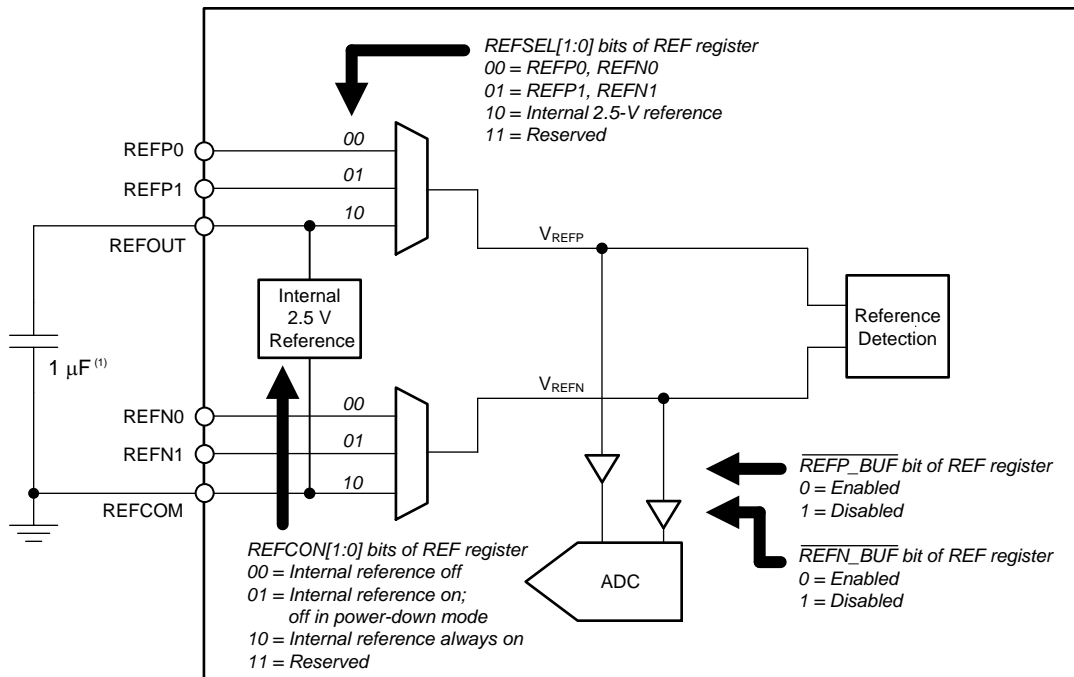 REFSEL[1:0] bits of REF register
00 = REFP0, REFN0
01 = REFP1, REFN1
10 = Internal 2.5-V reference
11 = Reserved
REFP0
00
REFP1
01
REFOUT
10
VREFP
Internal
2.5 V
Reference
Reference
Detection
1 μF (1)
VREFN
REFN0
00
REFN1
01
REFCOM
10
REFP_BUF bit of REF register
0 = Enabled
1 = Disabled
REFCON[1:0] bits of REF register
00 = Internal reference off
01 = Internal reference on;
off in power-down mode
10 = Internal reference always on
11 = Reserved
ADC
REFN_BUF bit of REF register
0 = Enabled
1 = Disabled